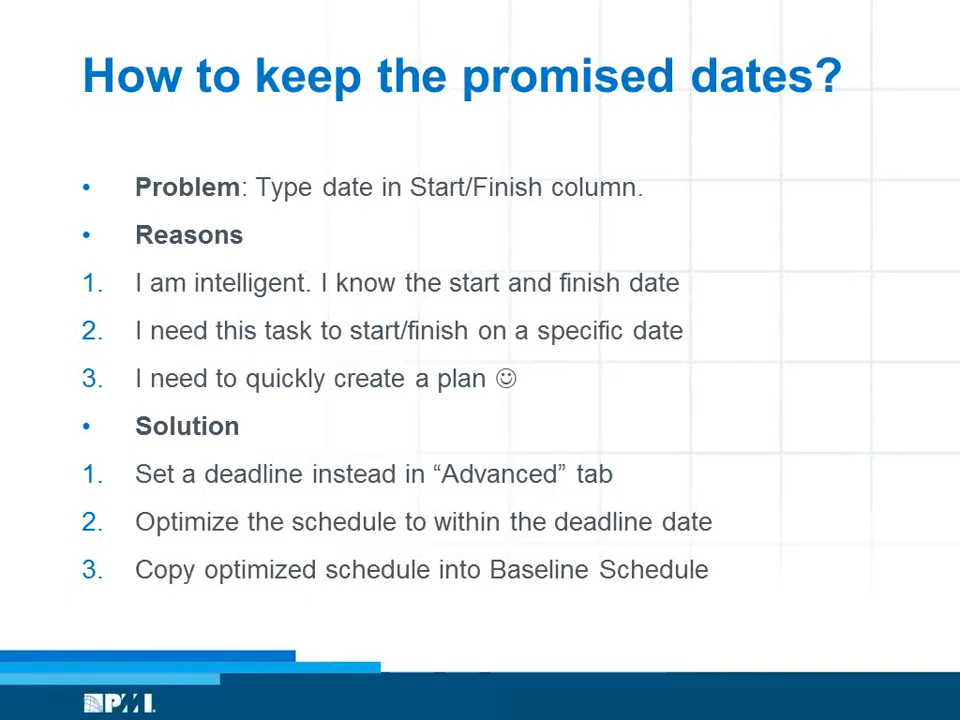 How to keep the promised dates?
• Problem: Type date in Start/Finish column.
• Reasons
1. I am intelligent. I know the start and finish date
2. I need this task to start/finish on a specific date
3. I need to quickly create a plan ☺
• Solution
1. Set a deadline instead in “Advanced” tab
2. Optimize the schedule to within the deadline date
3. Copy optimized schedule into Baseline Schedule
PMI